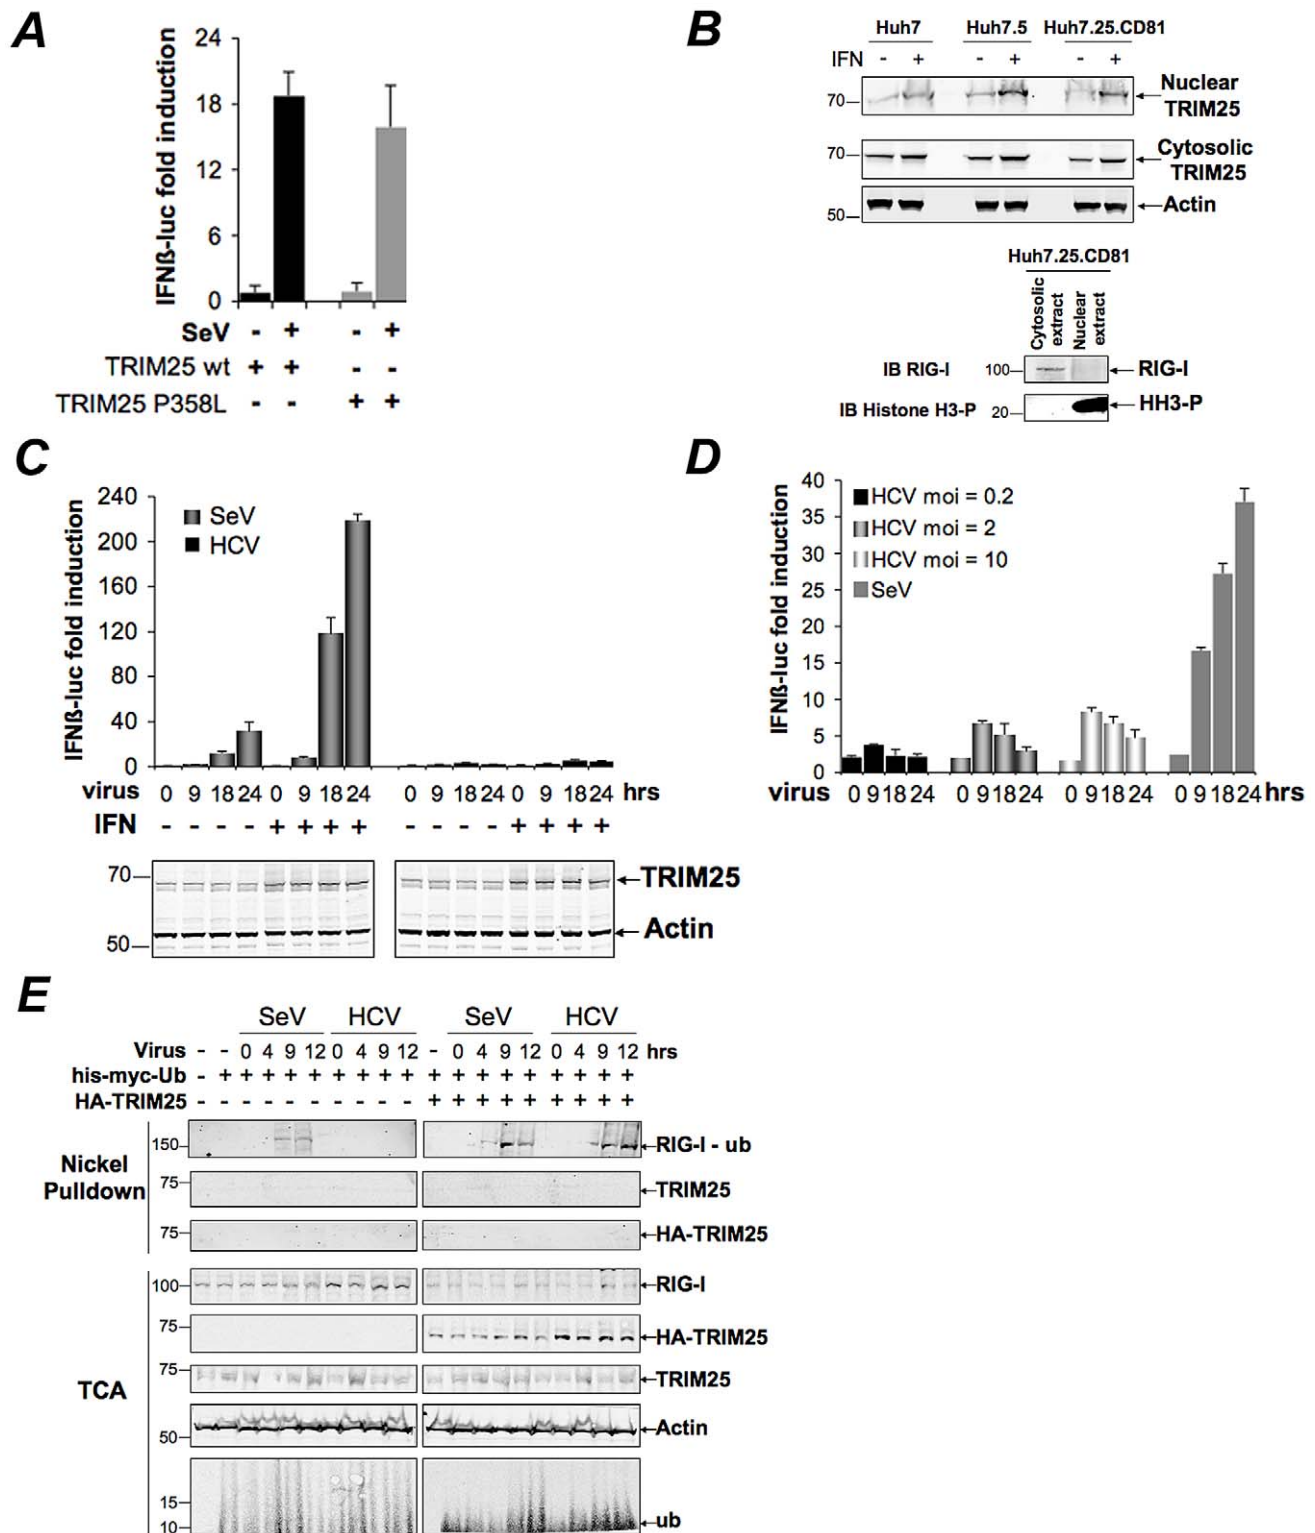 A
IFNß-luc fold induction
24
18
12
6
0
SeV - + - +
TRIM25 wt + + - -
TRIM25 P358L - - + +
B
Huh7 Huh7.5 Huh7.25.CD81
IFN - + - + - +
70
Nuclear
TRIM25
70
Cytosolic
TRIM25
50
Actin
Huh7.25.CD81
Cytosolic
extract
Nuclear
extract
IB RIG-I 100 RIG-I
IB Histone H3-P 20 HH3-P
C
IFNß-luc fold induction
240
200
160
120
80
40
0
SeV
HCV
virus 0 9 18 24 0 9 18 24 0 9 18 24 0 9 18 24 hrs
IFN - - - - + + + + - - - - + + + +
70 TRIM25
50 Actin
D
IFNß-luc fold induction
40
35
30
25
20
15
10
5
0
HCV moi = 0.2
HCV moi = 2
HCV moi = 10
SeV
virus 0 9 18 24 0 9 18 24 0 9 18 24 0 9 18 24 hrs
E
SeV HCV SeV HCV
Virus - - 0 4 9 12 0 4 9 12 - 0 4 9 12 0 4 9 12 hrs
his-myc-Ub - + + + + + + + + + + + + + + + + + +
HA-TRIM25 - - - - - - - - - - + + + + + + + + +
Nickel
Pulldown
150 RIG-I - ub
75 TRIM25
75 HA-TRIM25
TCA
100 RIG-I
75 HA-TRIM25
75 TRIM25
50 Actin
15
10 ub